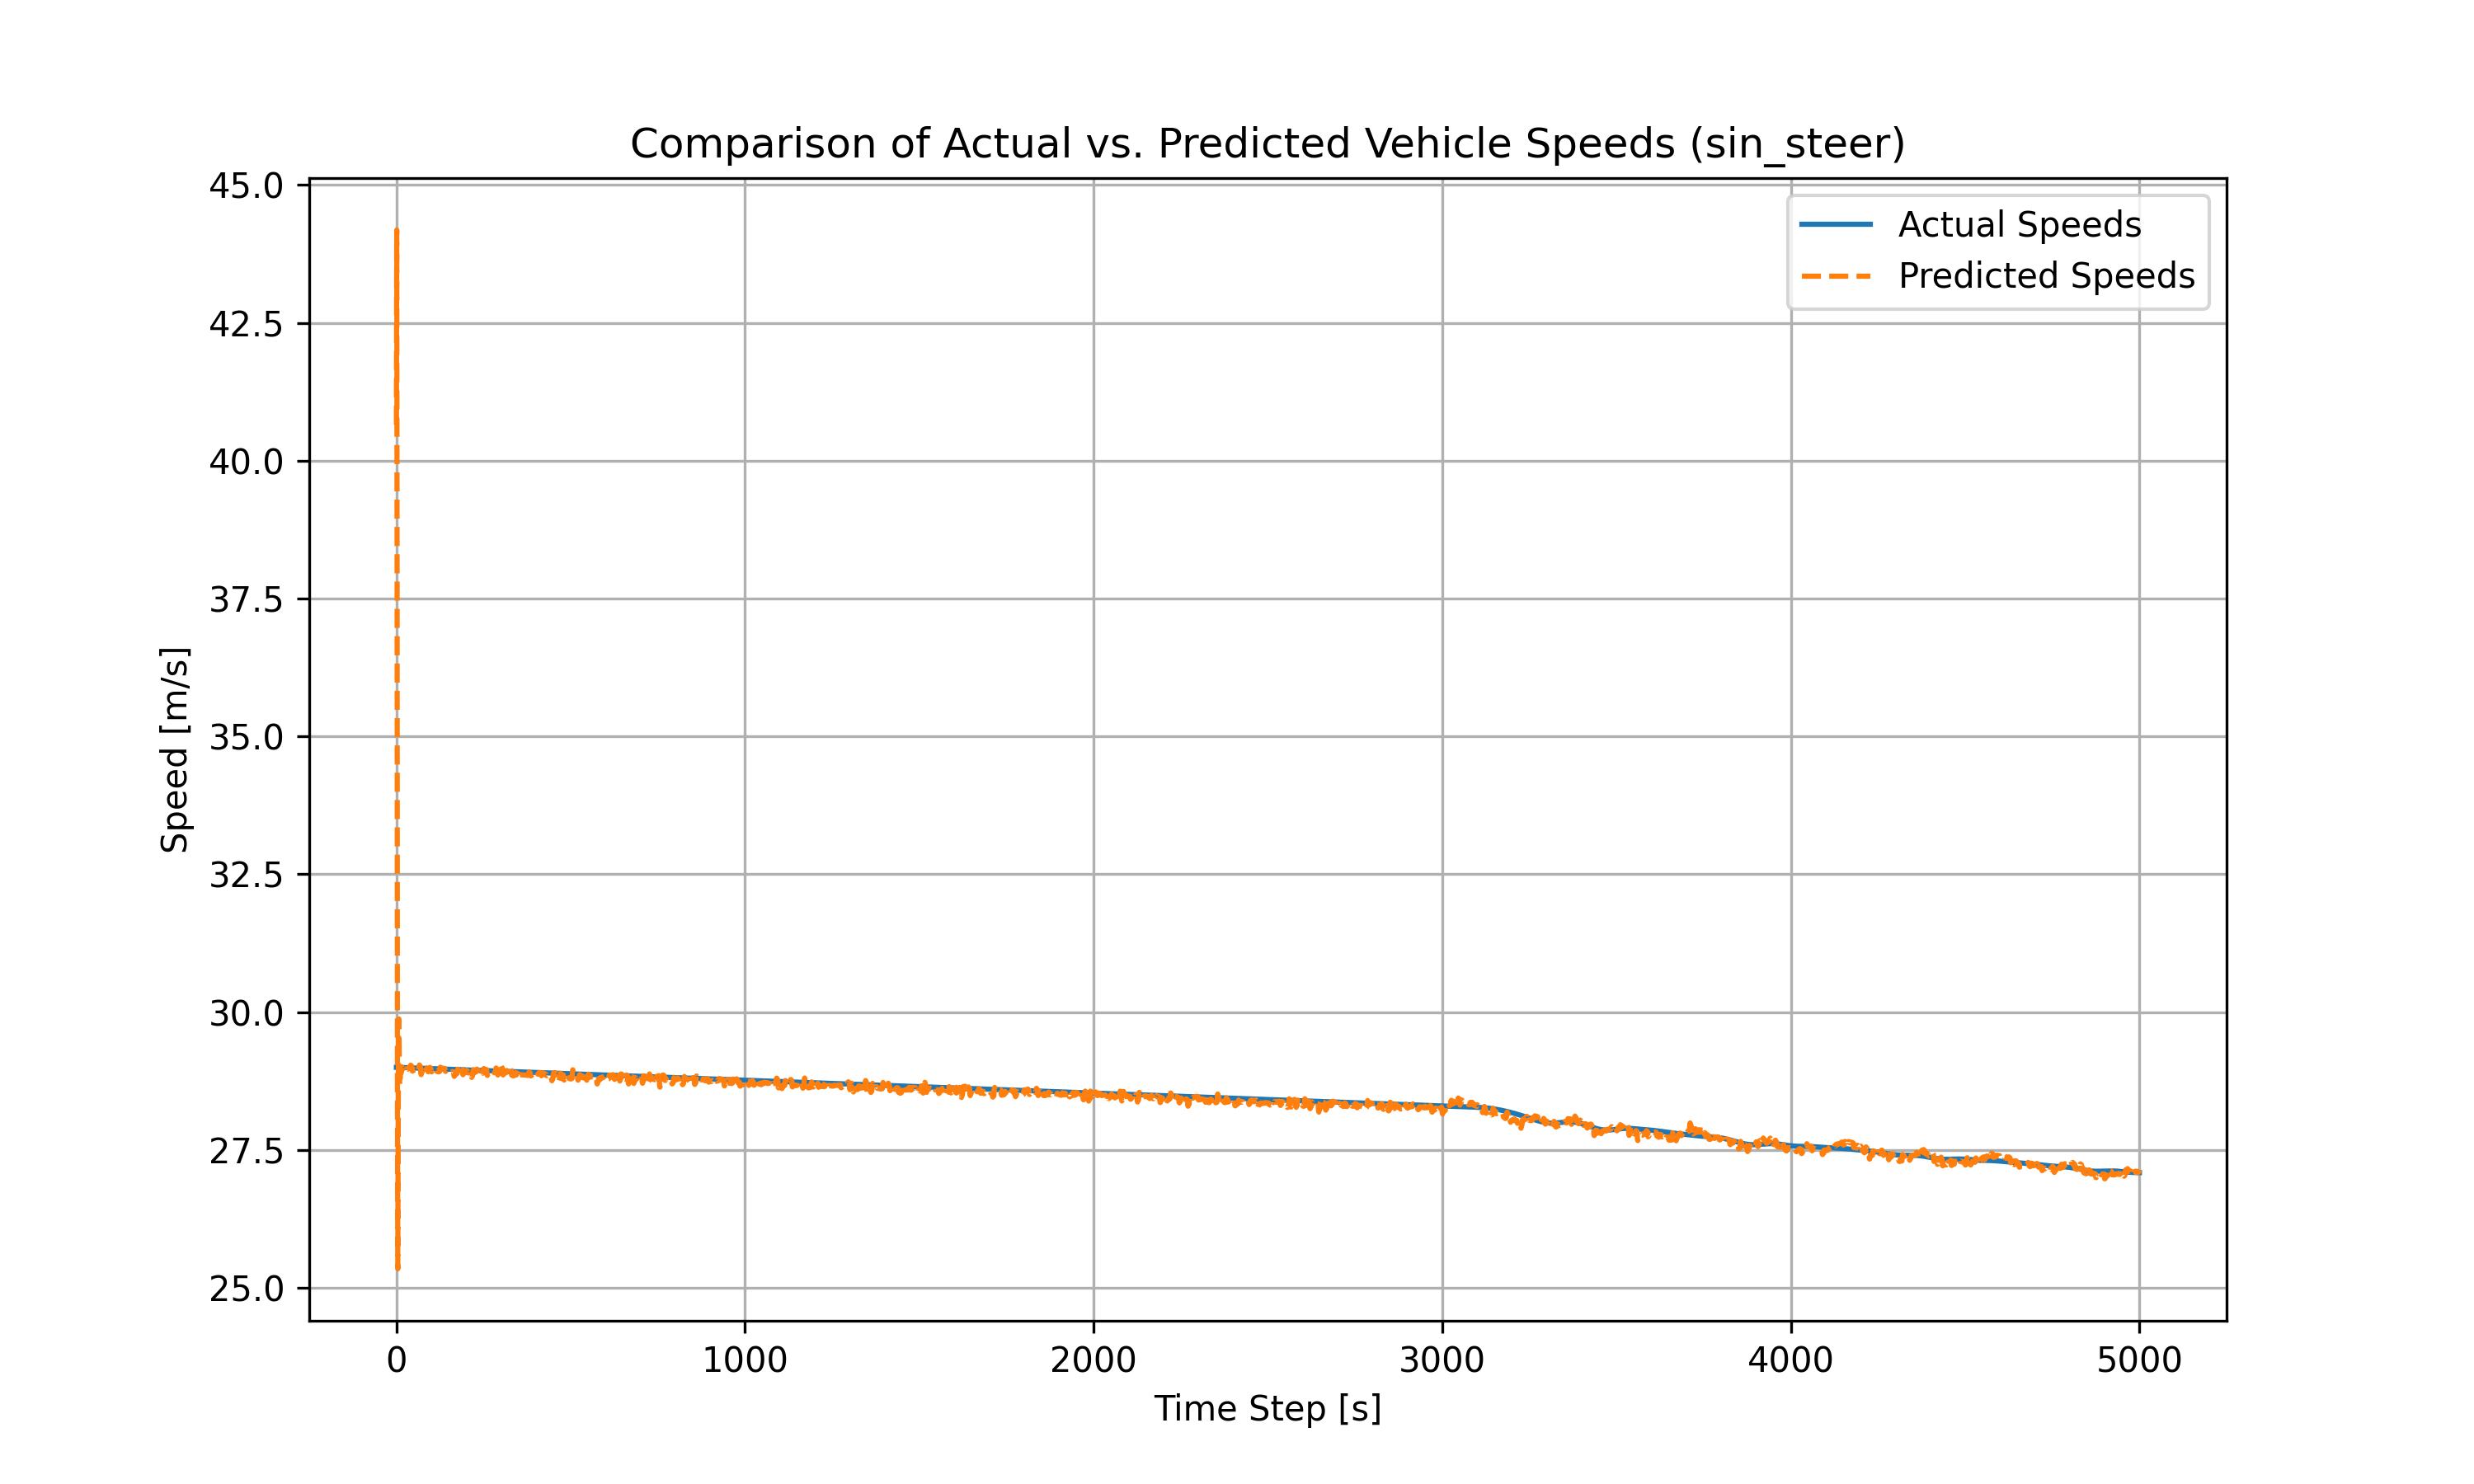 Comparison of Actual vs. Predicted Vehicle Speeds (sin_steer)
Actual Speeds
Predicted Speeds
45.0
42.5
40.0
37.5
35.0
32.5
30.0
27.5
25.0
Speed [m/s]
0 1000 2000 3000 4000 5000
Time Step [s]